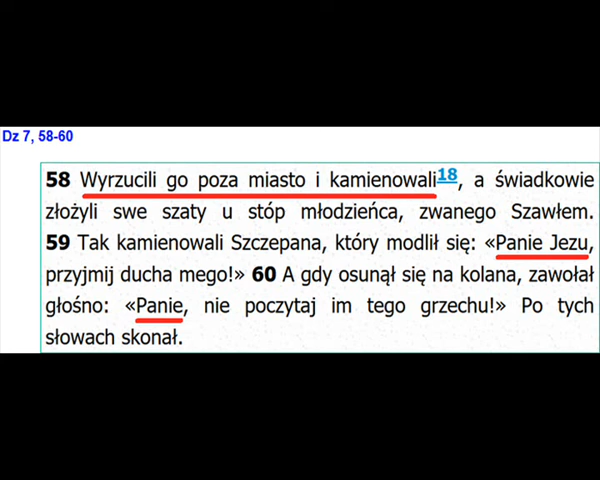 Dz 7, 58-60
58 Wyrzucili go poza miasto i kamienowali18, a świadkowie
złożyli swe szaty u stóp młodzieńca, zwanego Szawłem.
59 Tak kamienowali Szczepana, który modlił się: «Panie Jezu,
przyjmij ducha mego!» 60 A gdy osunął się na kolana, zawołał
głośno: «Panie, nie poczytaj im tego grzechu!» Po tych
słowach skonał.